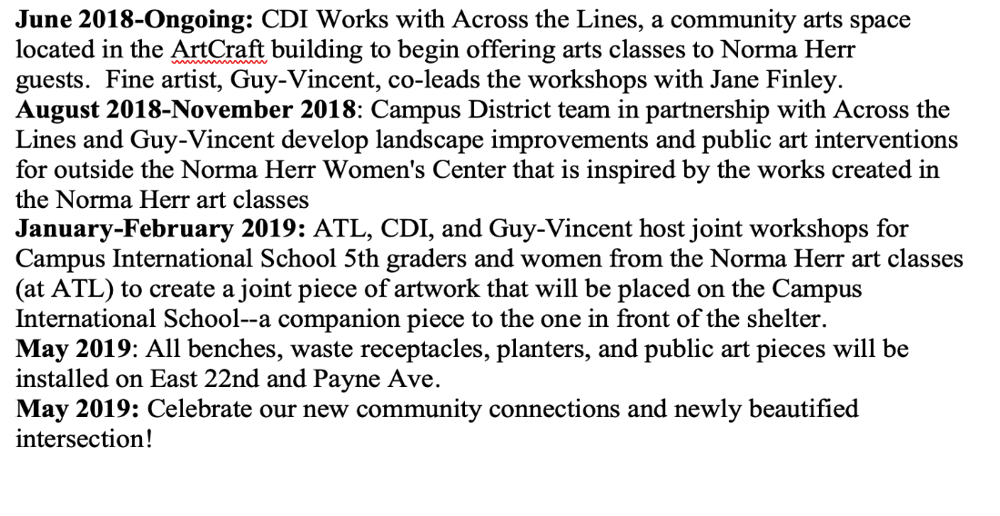 June 2018-Ongoing: CDI Works with Across the Lines, a community arts space
located in the ArtCraft building to begin offering arts classes to Norma Herr
guests.  Fine artist, Guy-Vincent, co-leads the workshops with Jane Finley.
August 2018-November 2018: Campus District team in partnership with Across the
Lines and Guy-Vincent develop landscape improvements and public art interventions
for outside the Norma Herr Women's Center that is inspired by the works created in
the Norma Herr art classes
January-February 2019: ATL, CDI, and Guy-Vincent host joint workshops for
Campus International School 5th graders and women from the Norma Herr art classes
(at ATL) to create a joint piece of artwork that will be placed on the Campus
International School--a companion piece to the one in front of the shelter.
May 2019: All benches, waste receptacles, planters, and public art pieces will be
installed on East 22nd and Payne Ave.
May 2019: Celebrate our new community connections and newly beautified
intersection!